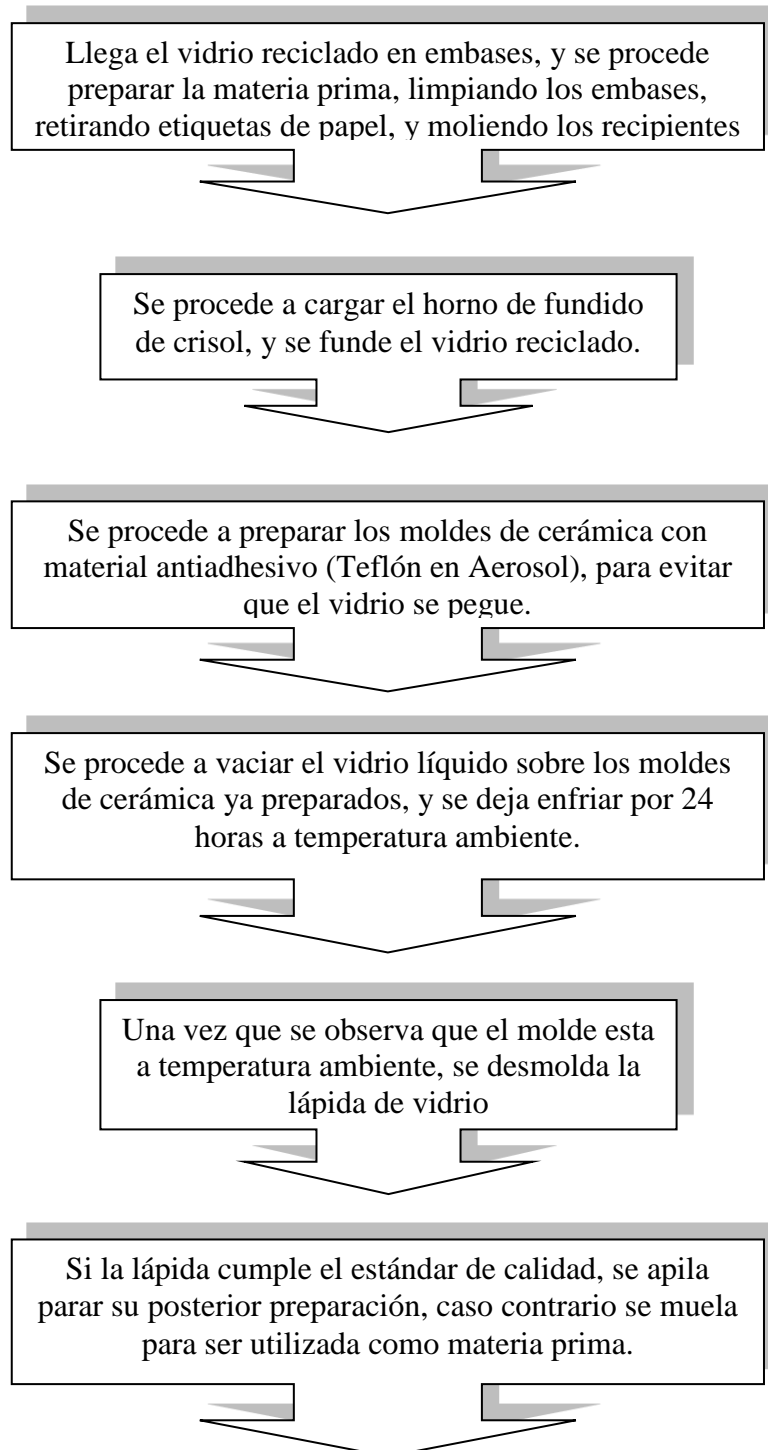 Llega el vidrio reciclado en embases, y se procede
preparar la materia prima, limpiando los embases,
retirando etiquetas de papel, y moliendo los recipientes
Se procede a cargar el horno de fundido
de crisol, y se funde el vidrio reciclado.
Se procede a preparar los moldes de cerámica con
material antiadhesivo (Teflón en Aerosol), para evitar
que el vidrio se pegue.
Se procede a vaciar el vidrio líquido sobre los moldes
de cerámica ya preparados, y se deja enfriar por 24
horas a temperatura ambiente.
Una vez que se observa que el molde esta
a temperatura ambiente, se desmolda la
lápida de vidrio
Si la lápida cumple el estándar de calidad, se apila
parar su posterior preparación, caso contrario se muela
para ser utilizada como materia prima.